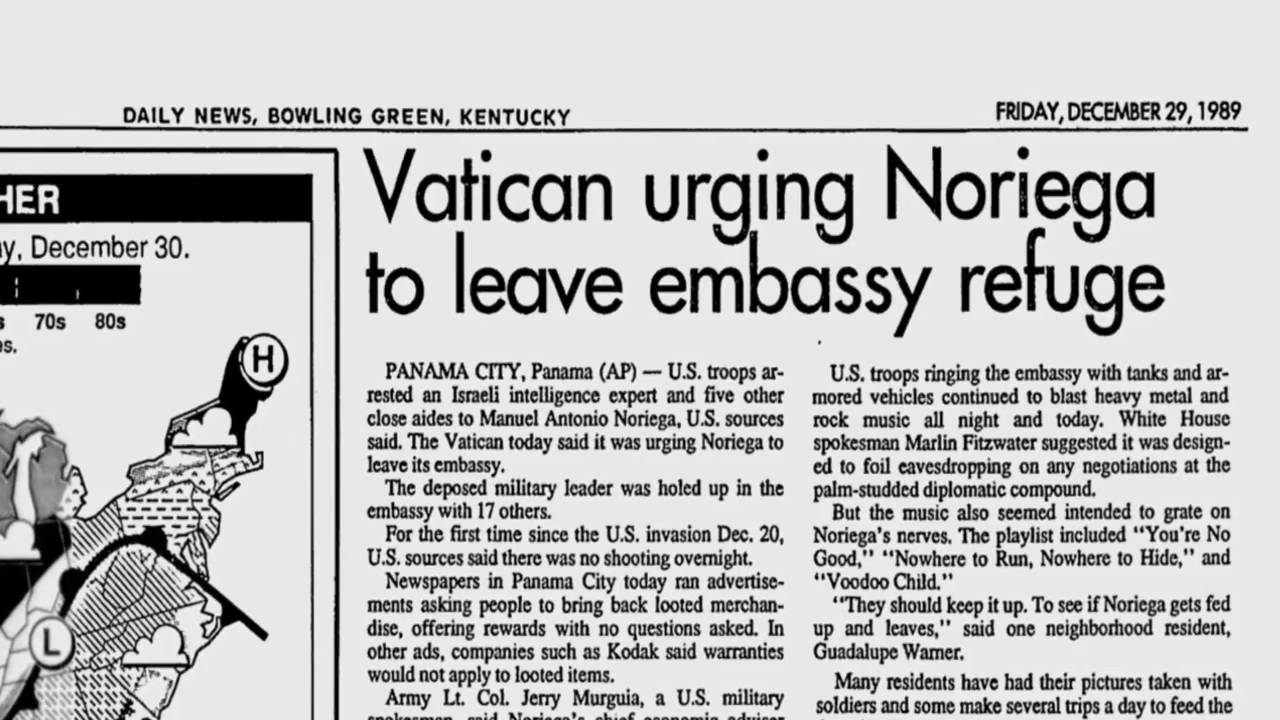 DAILY NEWS, BOWLING GREEN, KENTUCKY
FRIDAY, DECEMBER 29, 1989
HER
y, December 30.
70s 80s
es.
H
L
Vatican urging Noriega
to leave embassy refuge
PANAMA CITY, Panama (AP) — U.S. troops ar-
rested an Israeli intelligence expert and five other
close aides to Manuel Antonio Noriega, U.S. sources
said. The Vatican today said it was urging Noriega to
leave its embassy.
The deposed military leader was holed up in the
embassy with 17 others.
For the first time since the U.S. invasion Dec. 20,
U.S. sources said there was no shooting overnight.
Newspapers in Panama City today ran advertise-
ments asking people to bring back looted merchan-
dise, offering rewards with no questions asked. In
other ads, companies such as Kodak said warranties
would not apply to looted items.
Army Lt. Col. Jerry Murguia, a U.S. military
spokesman, said Noriega's chief economic adviser
U.S. troops ringing the embassy with tanks and ar-
mored vehicles continued to blast heavy metal and
rock music all night and today. White House
spokesman Marlin Fitzwater suggested it was design-
ed to foil eavesdropping on any negotiations at the
palm-studded diplomatic compound.
But the music also seemed intended to grate on
Noriega's nerves. The playlist included "You're No
Good," "Nowhere to Run, Nowhere to Hide," and
"Voodoo Child."
"They should keep it up. To see if Noriega gets fed
up and leaves," said one neighborhood resident,
Guadalupe Warner.
Many residents have had their pictures taken with
soldiers and some make several trips a day to feed the